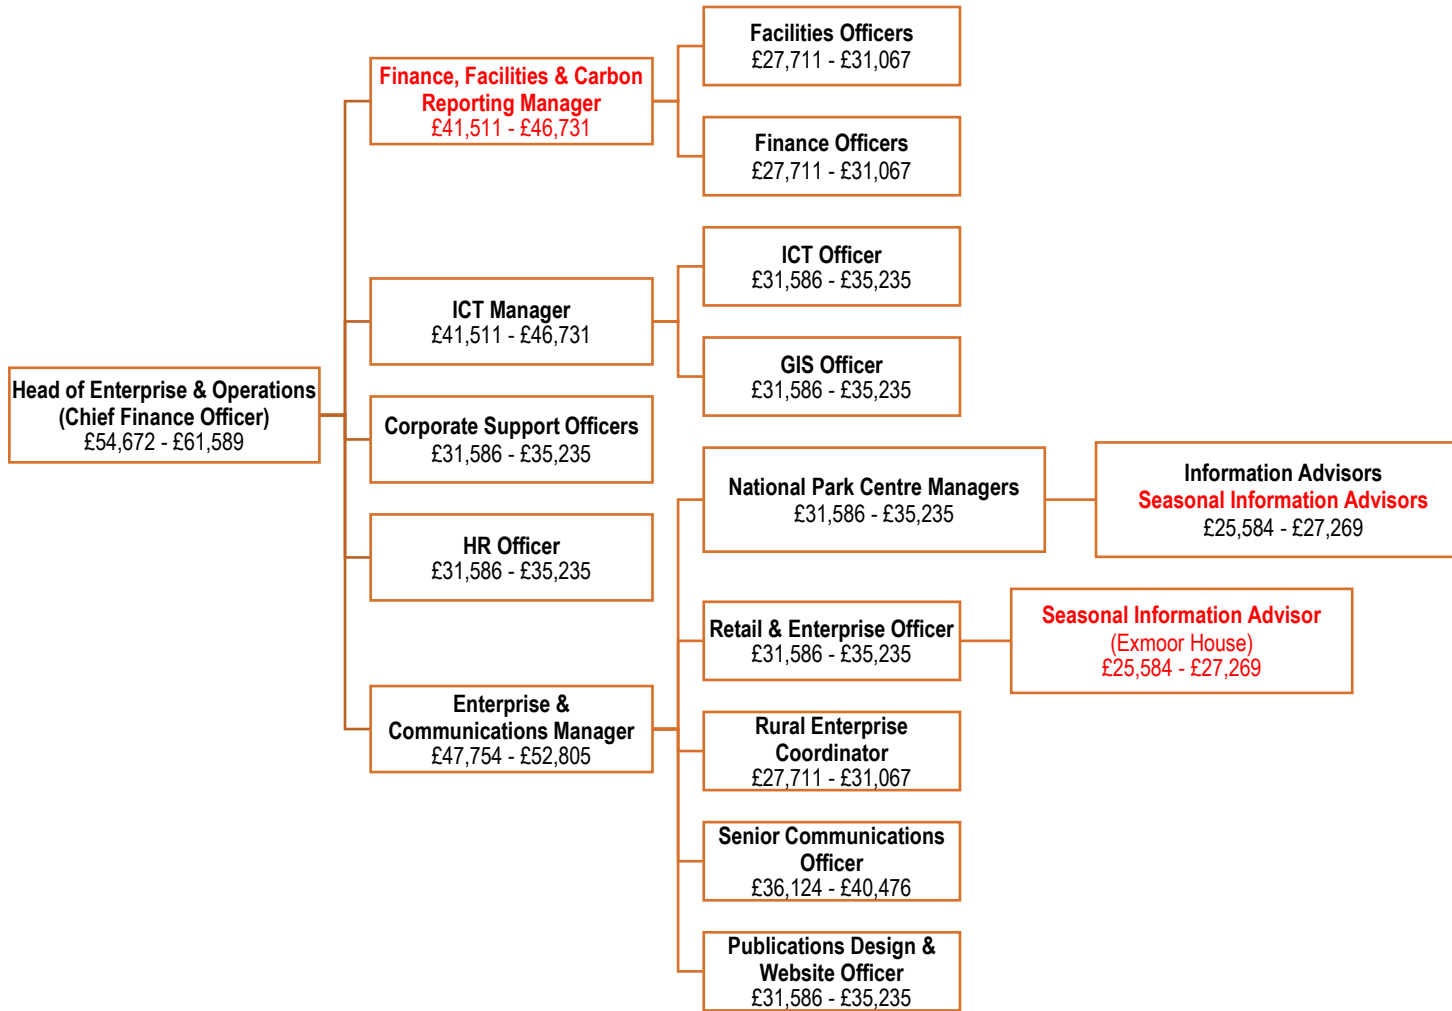 Head of Enterprise & Operations
(Chief Finance Officer)
£54,672 - £61,589
Finance, Facilities & Carbon
Reporting Manager
£41,511 - £46,731
Facilities Officers
£27,711 - £31,067
Finance Officers
£27,711 - £31,067
ICT Manager
£41,511 - £46,731
ICT Officer
£31,586 - £35,235
GIS Officer
£31,586 - £35,235
Corporate Support Officers
£31,586 - £35,235
HR Officer
£31,586 - £35,235
Enterprise &
Communications Manager
£47,754 - £52,805
National Park Centre Managers
£31,586 - £35,235
Information Advisors
Seasonal Information Advisors
£25,584 - £27,269
Retail & Enterprise Officer
£31,586 - £35,235
Seasonal Information Advisor
(Exmoor House)
£25,584 - £27,269
Rural Enterprise
Coordinator
£27,711 - £31,067
Senior Communications
Officer
£36,124 - £40,476
Publications Design &
Website Officer
£31,586 - £35,235